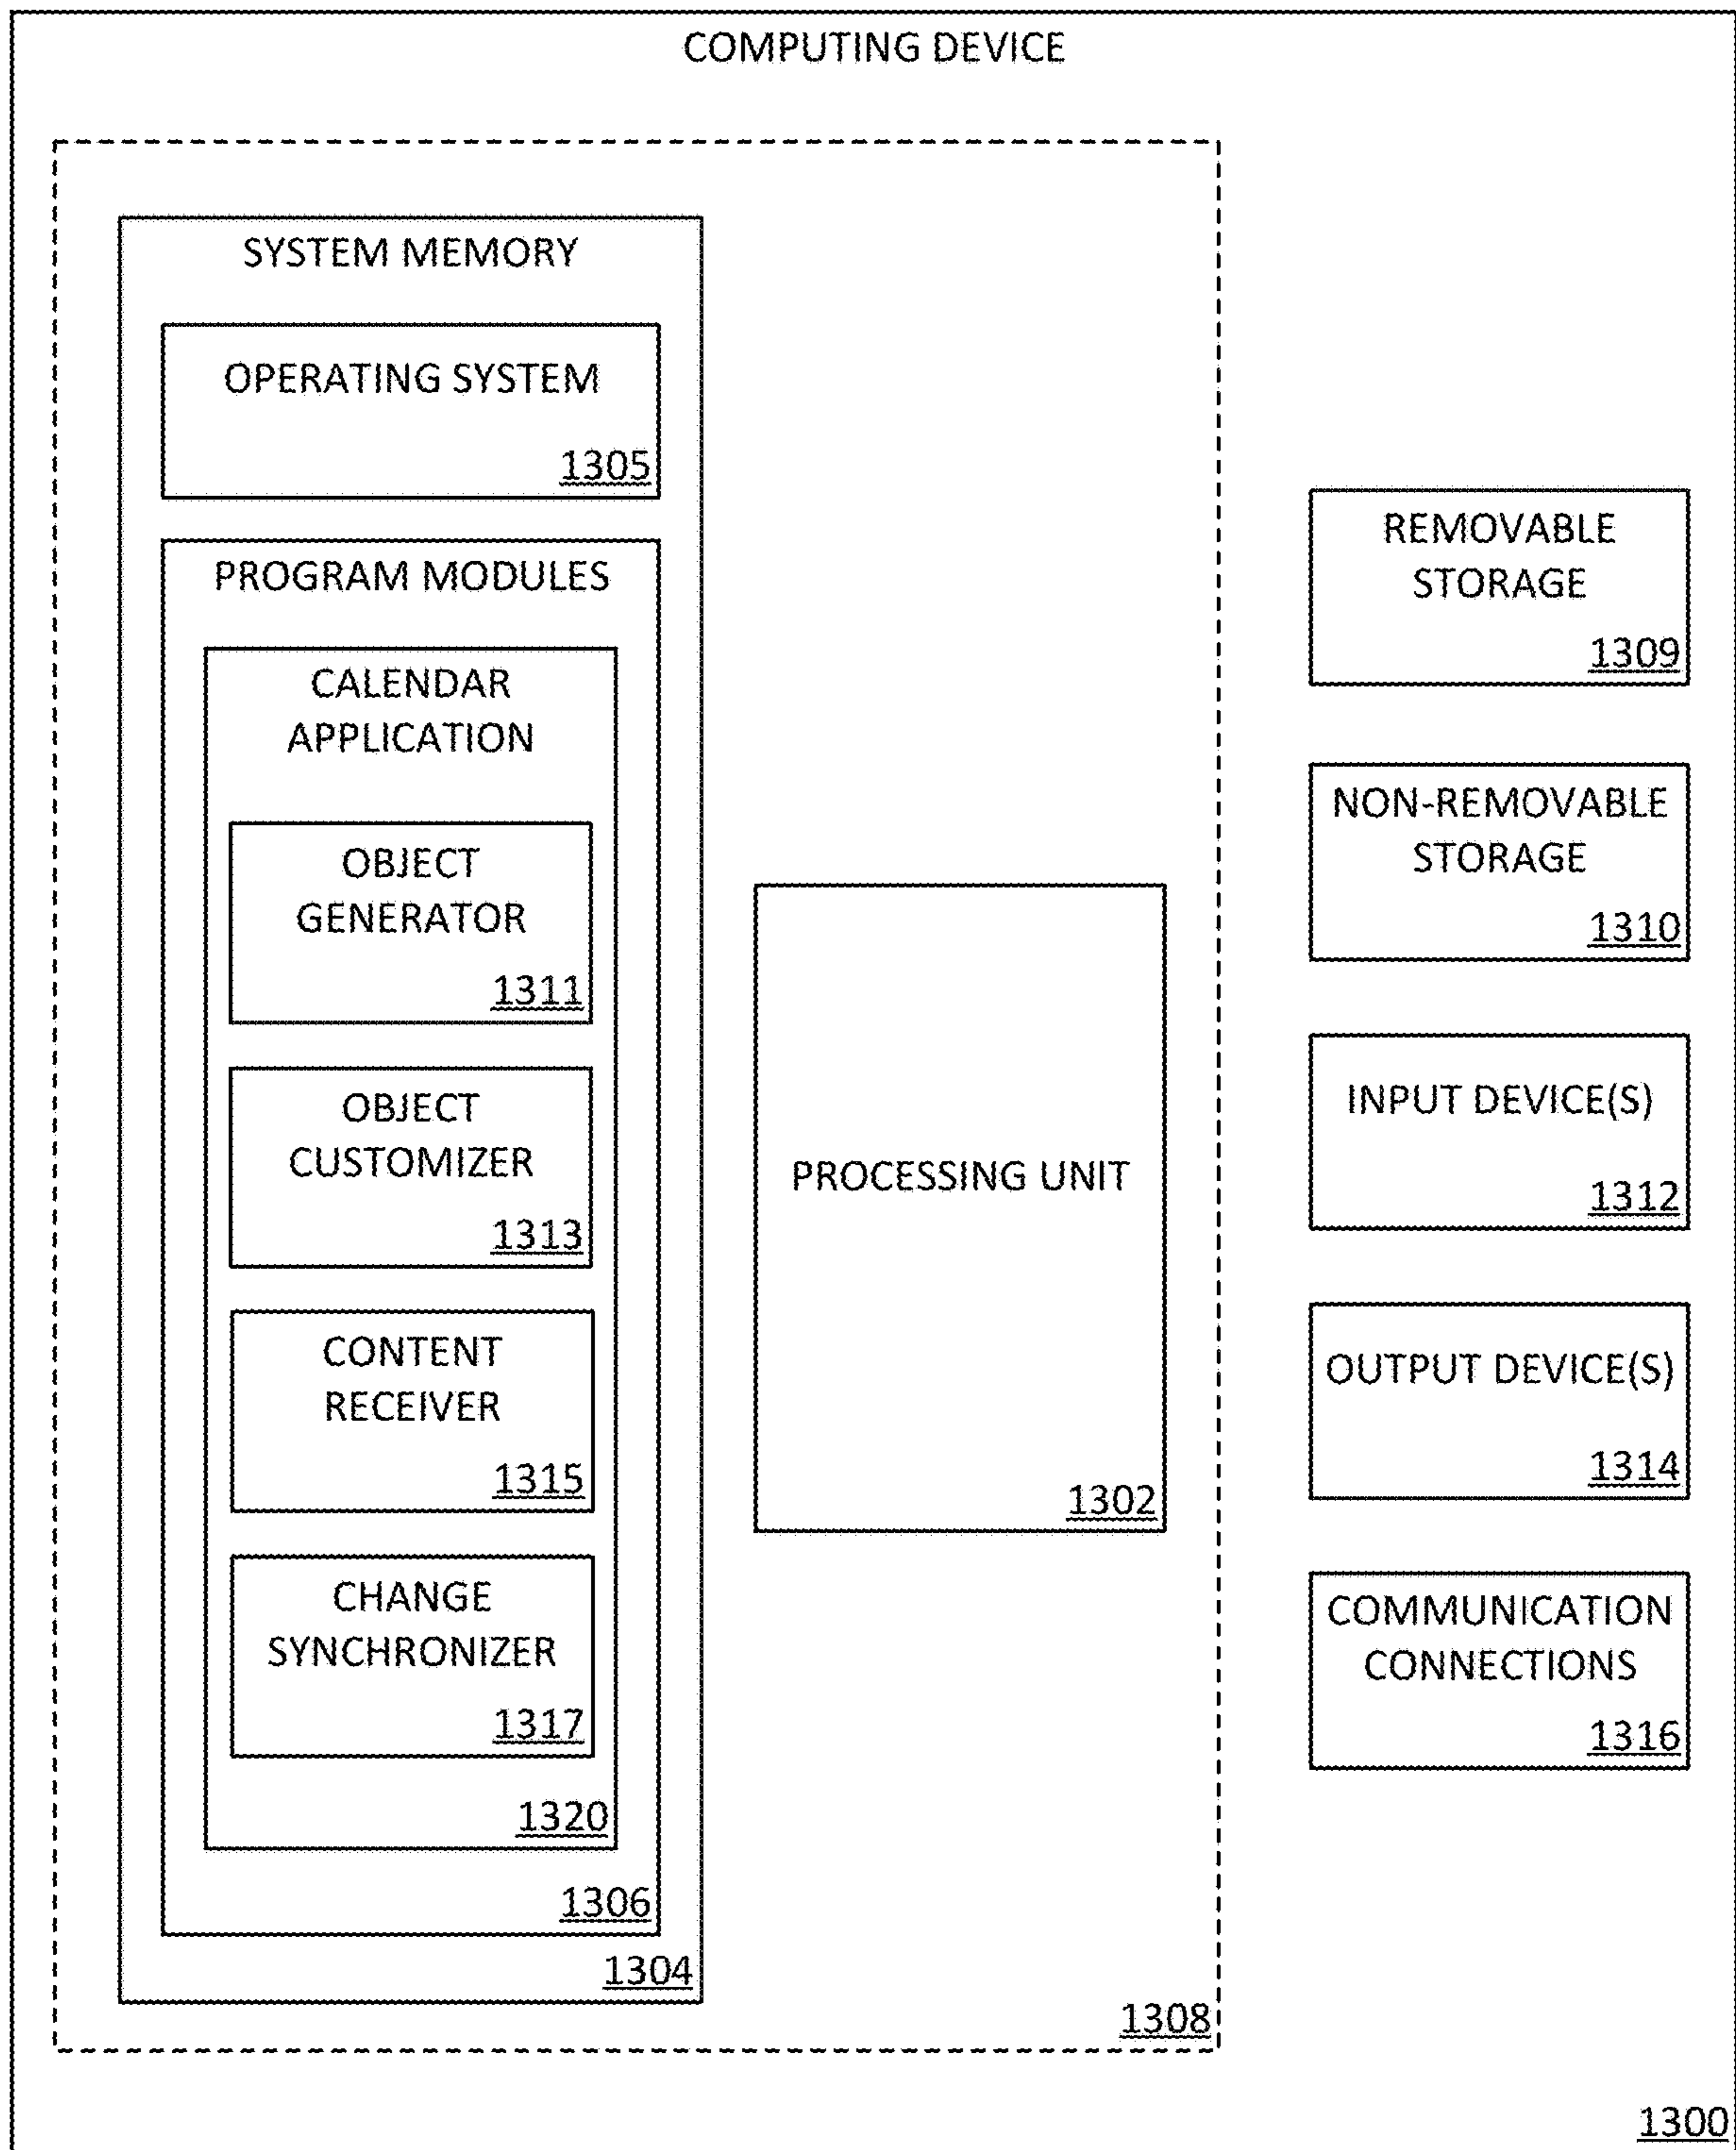 COMPUTING DEVICE
SYSTEM MEMORY
OPERATING SYSTEM
1305
PROGRAM MODULES
CALENDAR
APPLICATION
OBJECT
GENERATOR
1311
OBJECT
CUSTOMIZER
1313
CONTENT
RECEIVER
1315
CHANGE
SYNCHRONIZER
1317
1320
1306
1304
PROCESSING UNIT
1302
1308
REMOVABLE
STORAGE
1309
NON-REMOVABLE
STORAGE
1310
INPUT DEVICE(S)
1312
OUTPUT DEVICE(S)
1314
COMMUNICATION
CONNECTIONS
1316
1300